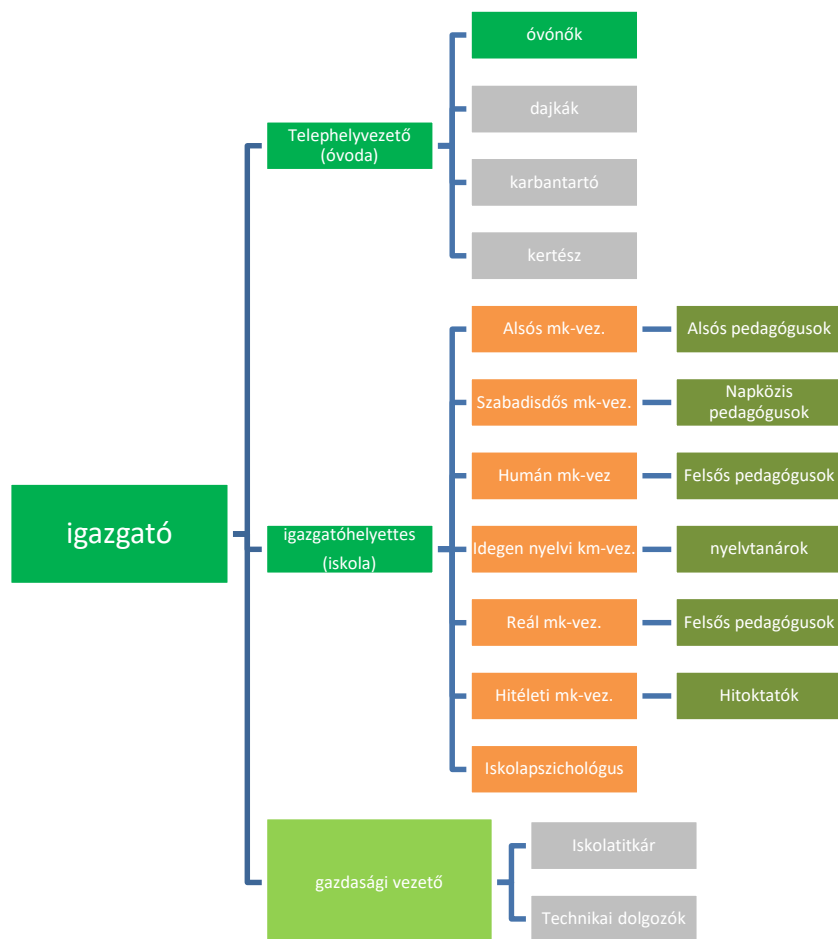 igazgató
Telephelyvezető
(óvoda)
óvónők
dajkák
karbantartó
kertész
igazgatóhelyettes
(iskola)
Alsós mk-vez.
Alsós pedagógusok
Szabadisdős mk-vez.
Napközis
pedagógusok
Humán mk-vez
Felsős pedagógusok
Idegen nyelvi km-vez.
nyelvtanárok
Reál mk-vez.
Felsős pedagógusok
Hitéleti mk-vez.
Hitoktatók
Iskolapszichológus
gazdasági vezető
Iskolatitkár
Technikai dolgozók